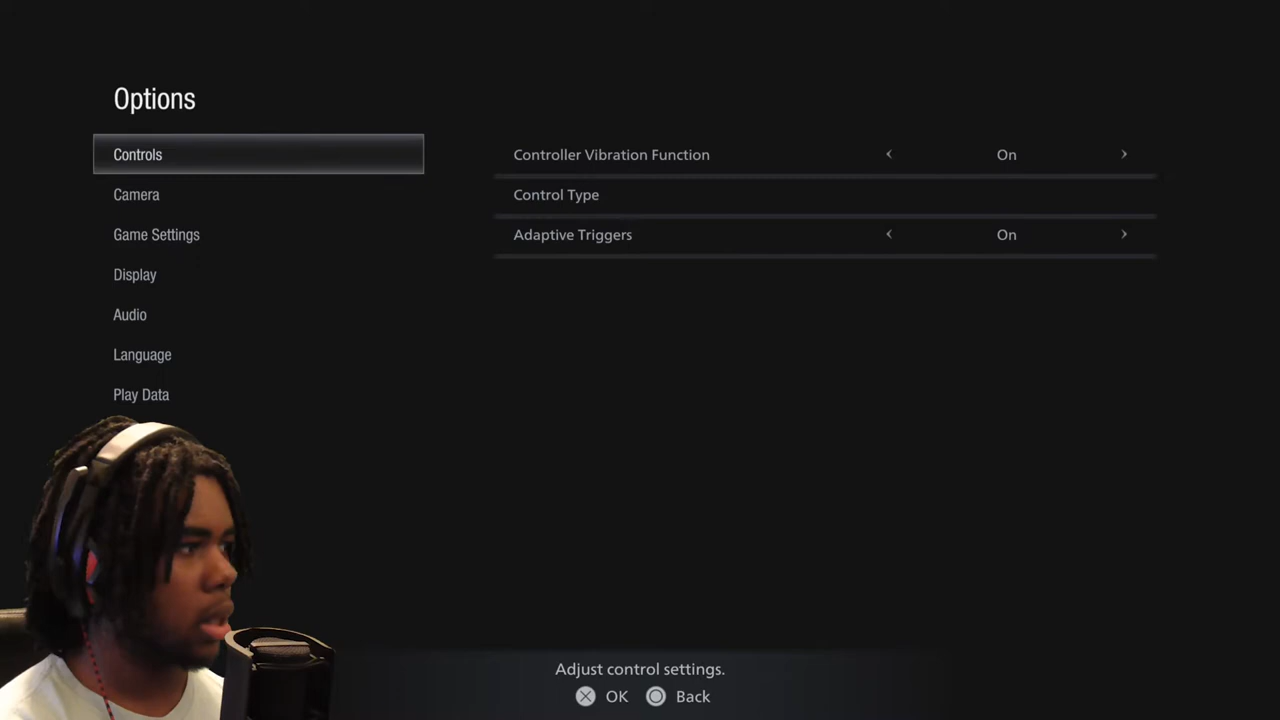 Options
Controls
Camera
Game Settings
Display
Audio
Language
Play Data
Controller Vibration Function On
Control Type
Adaptive Triggers On
Adjust control settings.
OK Back